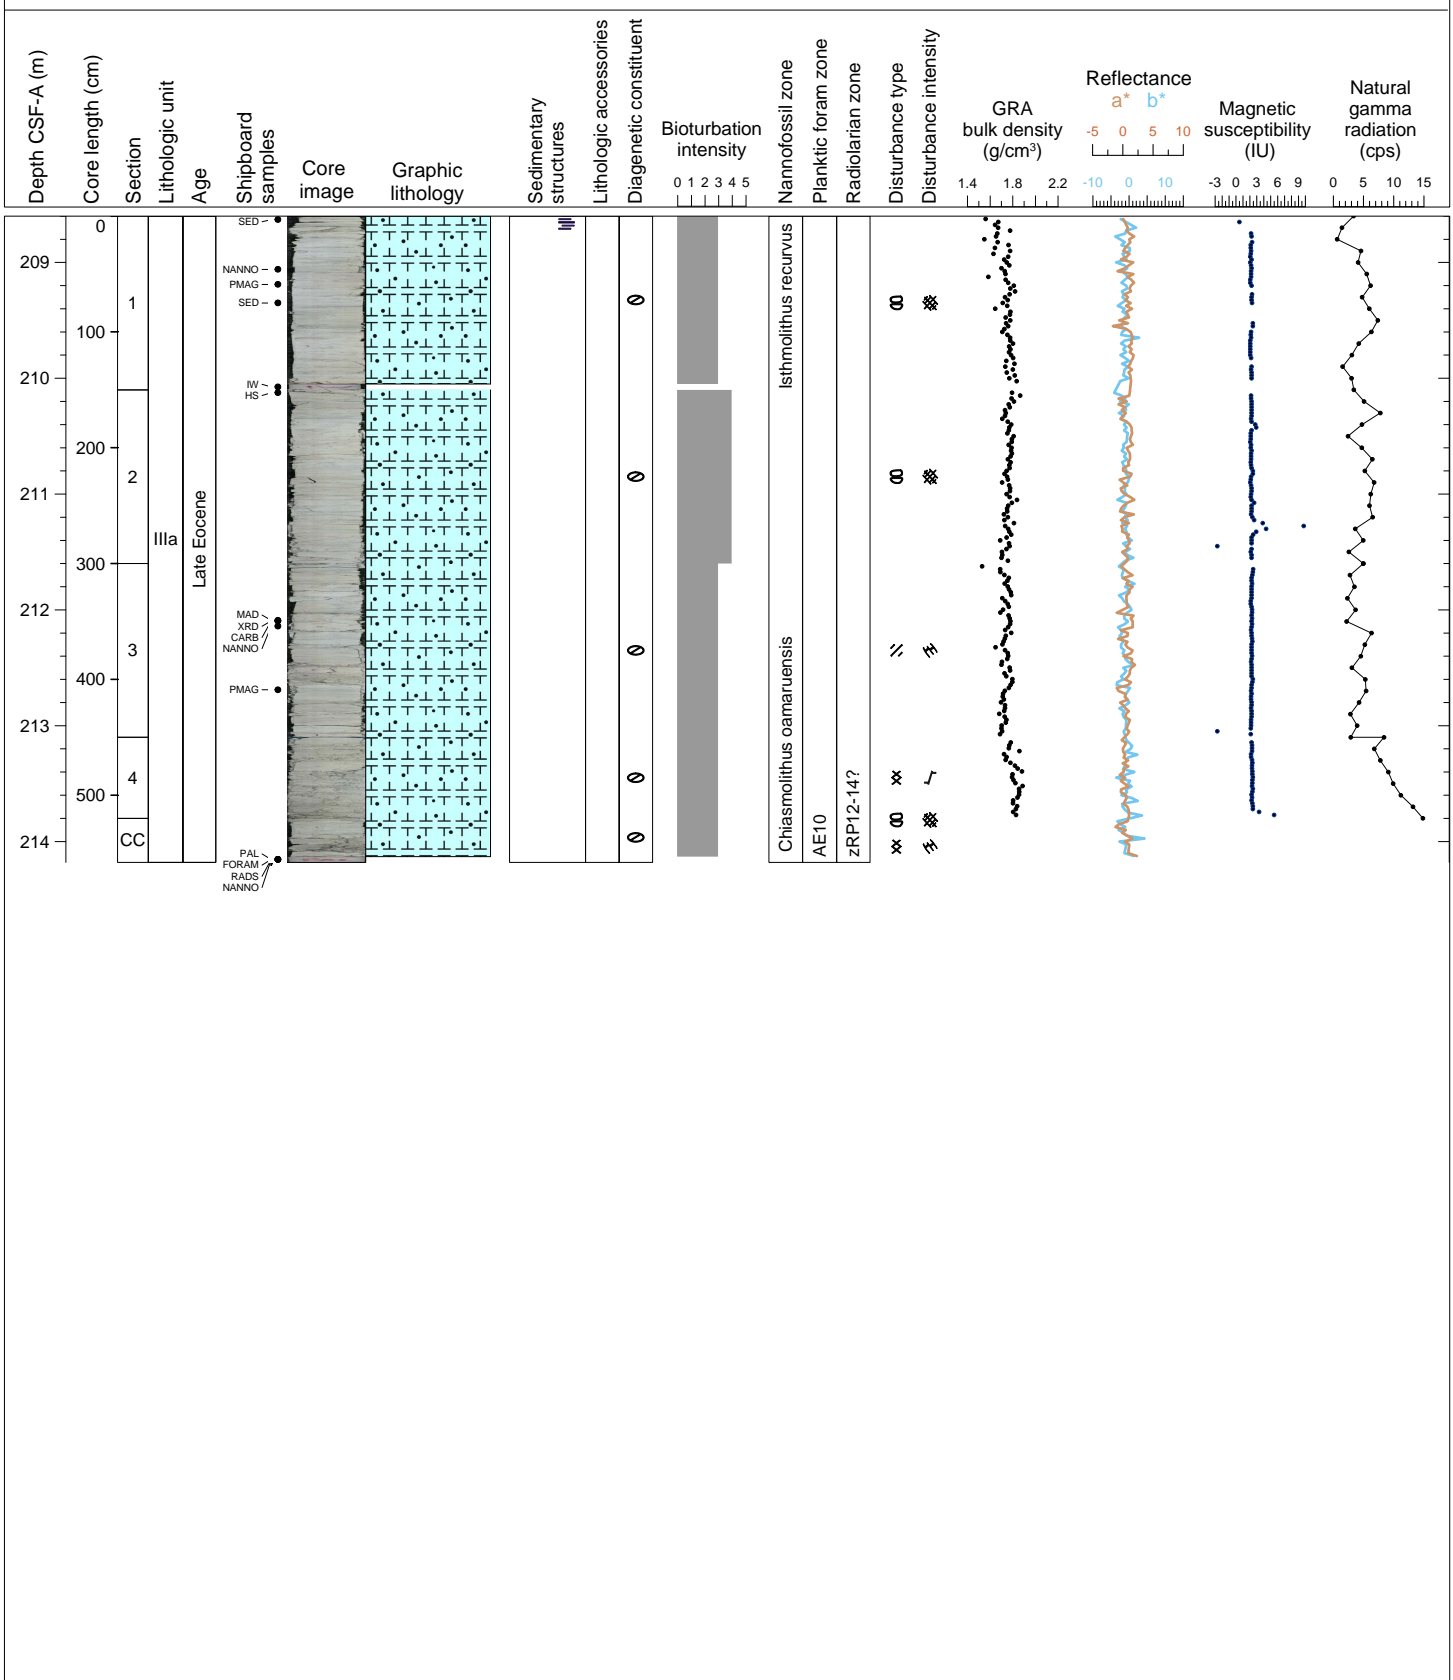 Depth CSF-A (m)
Core length (cm)
Section
Lithologic unit
Age
Shipboard
samples
Core
image
Graphic
lithology
Sedimentary
structures
Lithologic accessories
Diagenetic constituent
Bioturbation
intensity
0 1 2 3 4 5
Nannofossil zone
Planktic foram zone
Radiolarian zone
Disturbance type
Disturbance intensity
GRA
bulk density
(g/cm³)
1.4 1.8 2.2
Reflectance
a* b*
-5 0 5 10
-10 0 10
Magnetic
susceptibility
(IU)
-3 0 3 6 9
Natural
gamma
radiation
(cps)
0 5 10 15
209
210
211
212
213
214
0
100
200
300
400
500
1
2
3
4
CC
IIIa
Late Eocene
SED
NANNO
PMAG
SED
IW
HS
MAD
XRD
CARB
NANNO
PMAG
PAL
FORAM
RADS
NANNO
Isthmolithus recurvus
Chiasmolithus oamaruensis
AE10
zRP12-14?